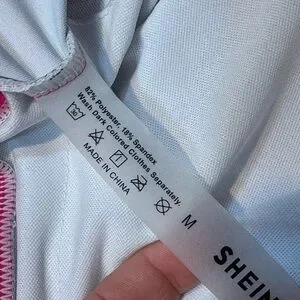 82% Polyester, 18% Spandex
Wash Dark Colored Clothes Separately.
MADE IN CHINA
M
SHEIN